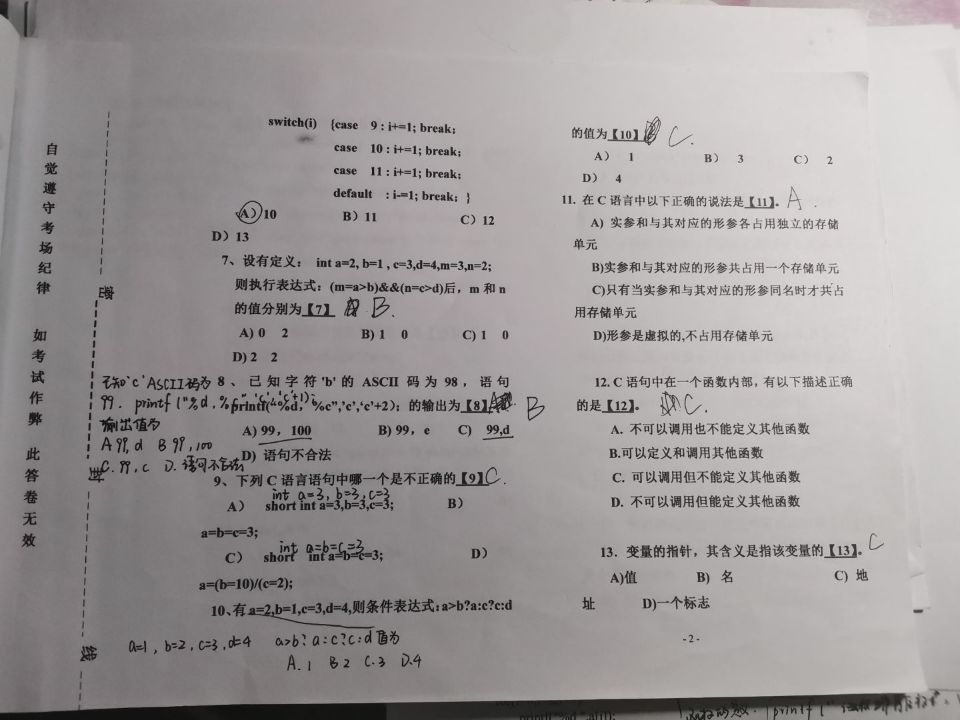 自觉遵守考场纪律 如考试作弊 此答卷无效
密
封
线
switch(i) {case 9 : i+=1; break;
case 10 : i+=1; break;
case 11 : i+=1; break;
default : i-=1; break; }
A) 10 B) 11 C) 12
D) 13
7、设有定义: int a=2, b=1 , c=3,d=4,m=3,n=2;
则执行表达式: (m=a>b)&&(n=c>d)后, m 和 n
的值分别为【7】 B.
A) 0 2 B) 1 0 C) 1 0
D) 2 2
已知'c'ASCII码为
99. printf ("%d,%c",'c','c'+1);
输出值为
A 99, d B 99, 100
C. 99, c D. 语句不合法
8、已知字符'b'的 ASCII 码为 98, 语句
printf("%d, %c",'c','c'+2); 的输出为【8】 B
A) 99, 100 B) 99, e C) 99,d
D) 语句不合法
9、下列 C 语言语句中哪一个是不正确的【9】 C.
int a=3, b=3, c=3
A) short int a=3,b=3,c=3; B)
a=b=c=3;
int a=b=c=3
C) short int a=b=c=3; D)
a=(b=10)/(c=2);
10、有 a=2,b=1,c=3,d=4,则条件表达式:a>b?a:c?c:d
a=1, b=2, c=3, d=4 a>b? a:c?c:d 值为
A. 1 B 2 C. 3 D. 4
的值为【10】 C.
A) 1 B) 3 C) 2
D) 4
11. 在 C 语言中以下正确的说法是【11】。 A.
A) 实参和与其对应的形参各占用独立的存储
单元
B)实参和与其对应的形参共占用一个存储单元
C)只有当实参和与其对应的形参同名时才共占
用存储单元
D)形参是虚拟的,不占用存储单元
12. C 语句中在一个函数内部, 有以下描述正确
的是【12】。 C.
A. 不可以调用也不能定义其他函数
B.可以定义和调用其他函数
C. 可以调用但不能定义其他函数
D. 不可以调用但能定义其他函数
13. 变量的指针, 其含义是指该变量的【13】。 C
A)值 B) 名 C) 地
址 D)一个标志
- 2 -